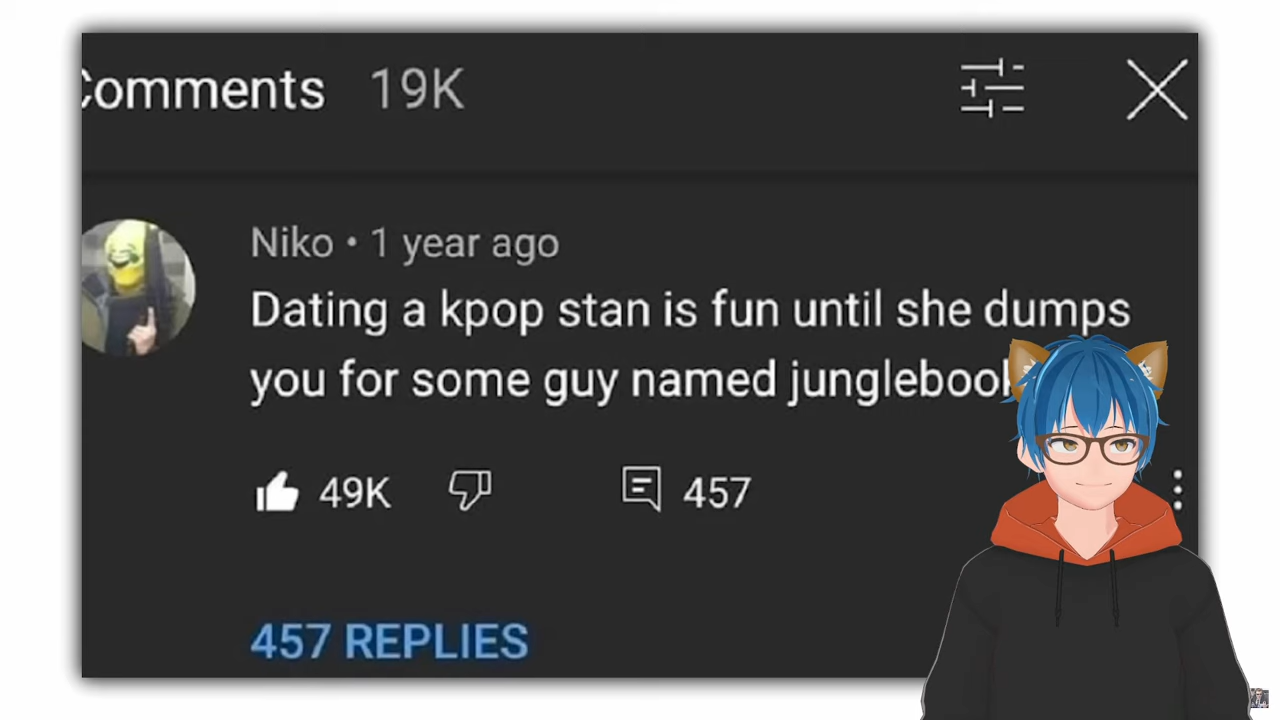 Comments 19K
Niko • 1 year ago
Dating a kpop stan is fun until she dumps
you for some guy named junglebook
49K 457
457 REPLIES